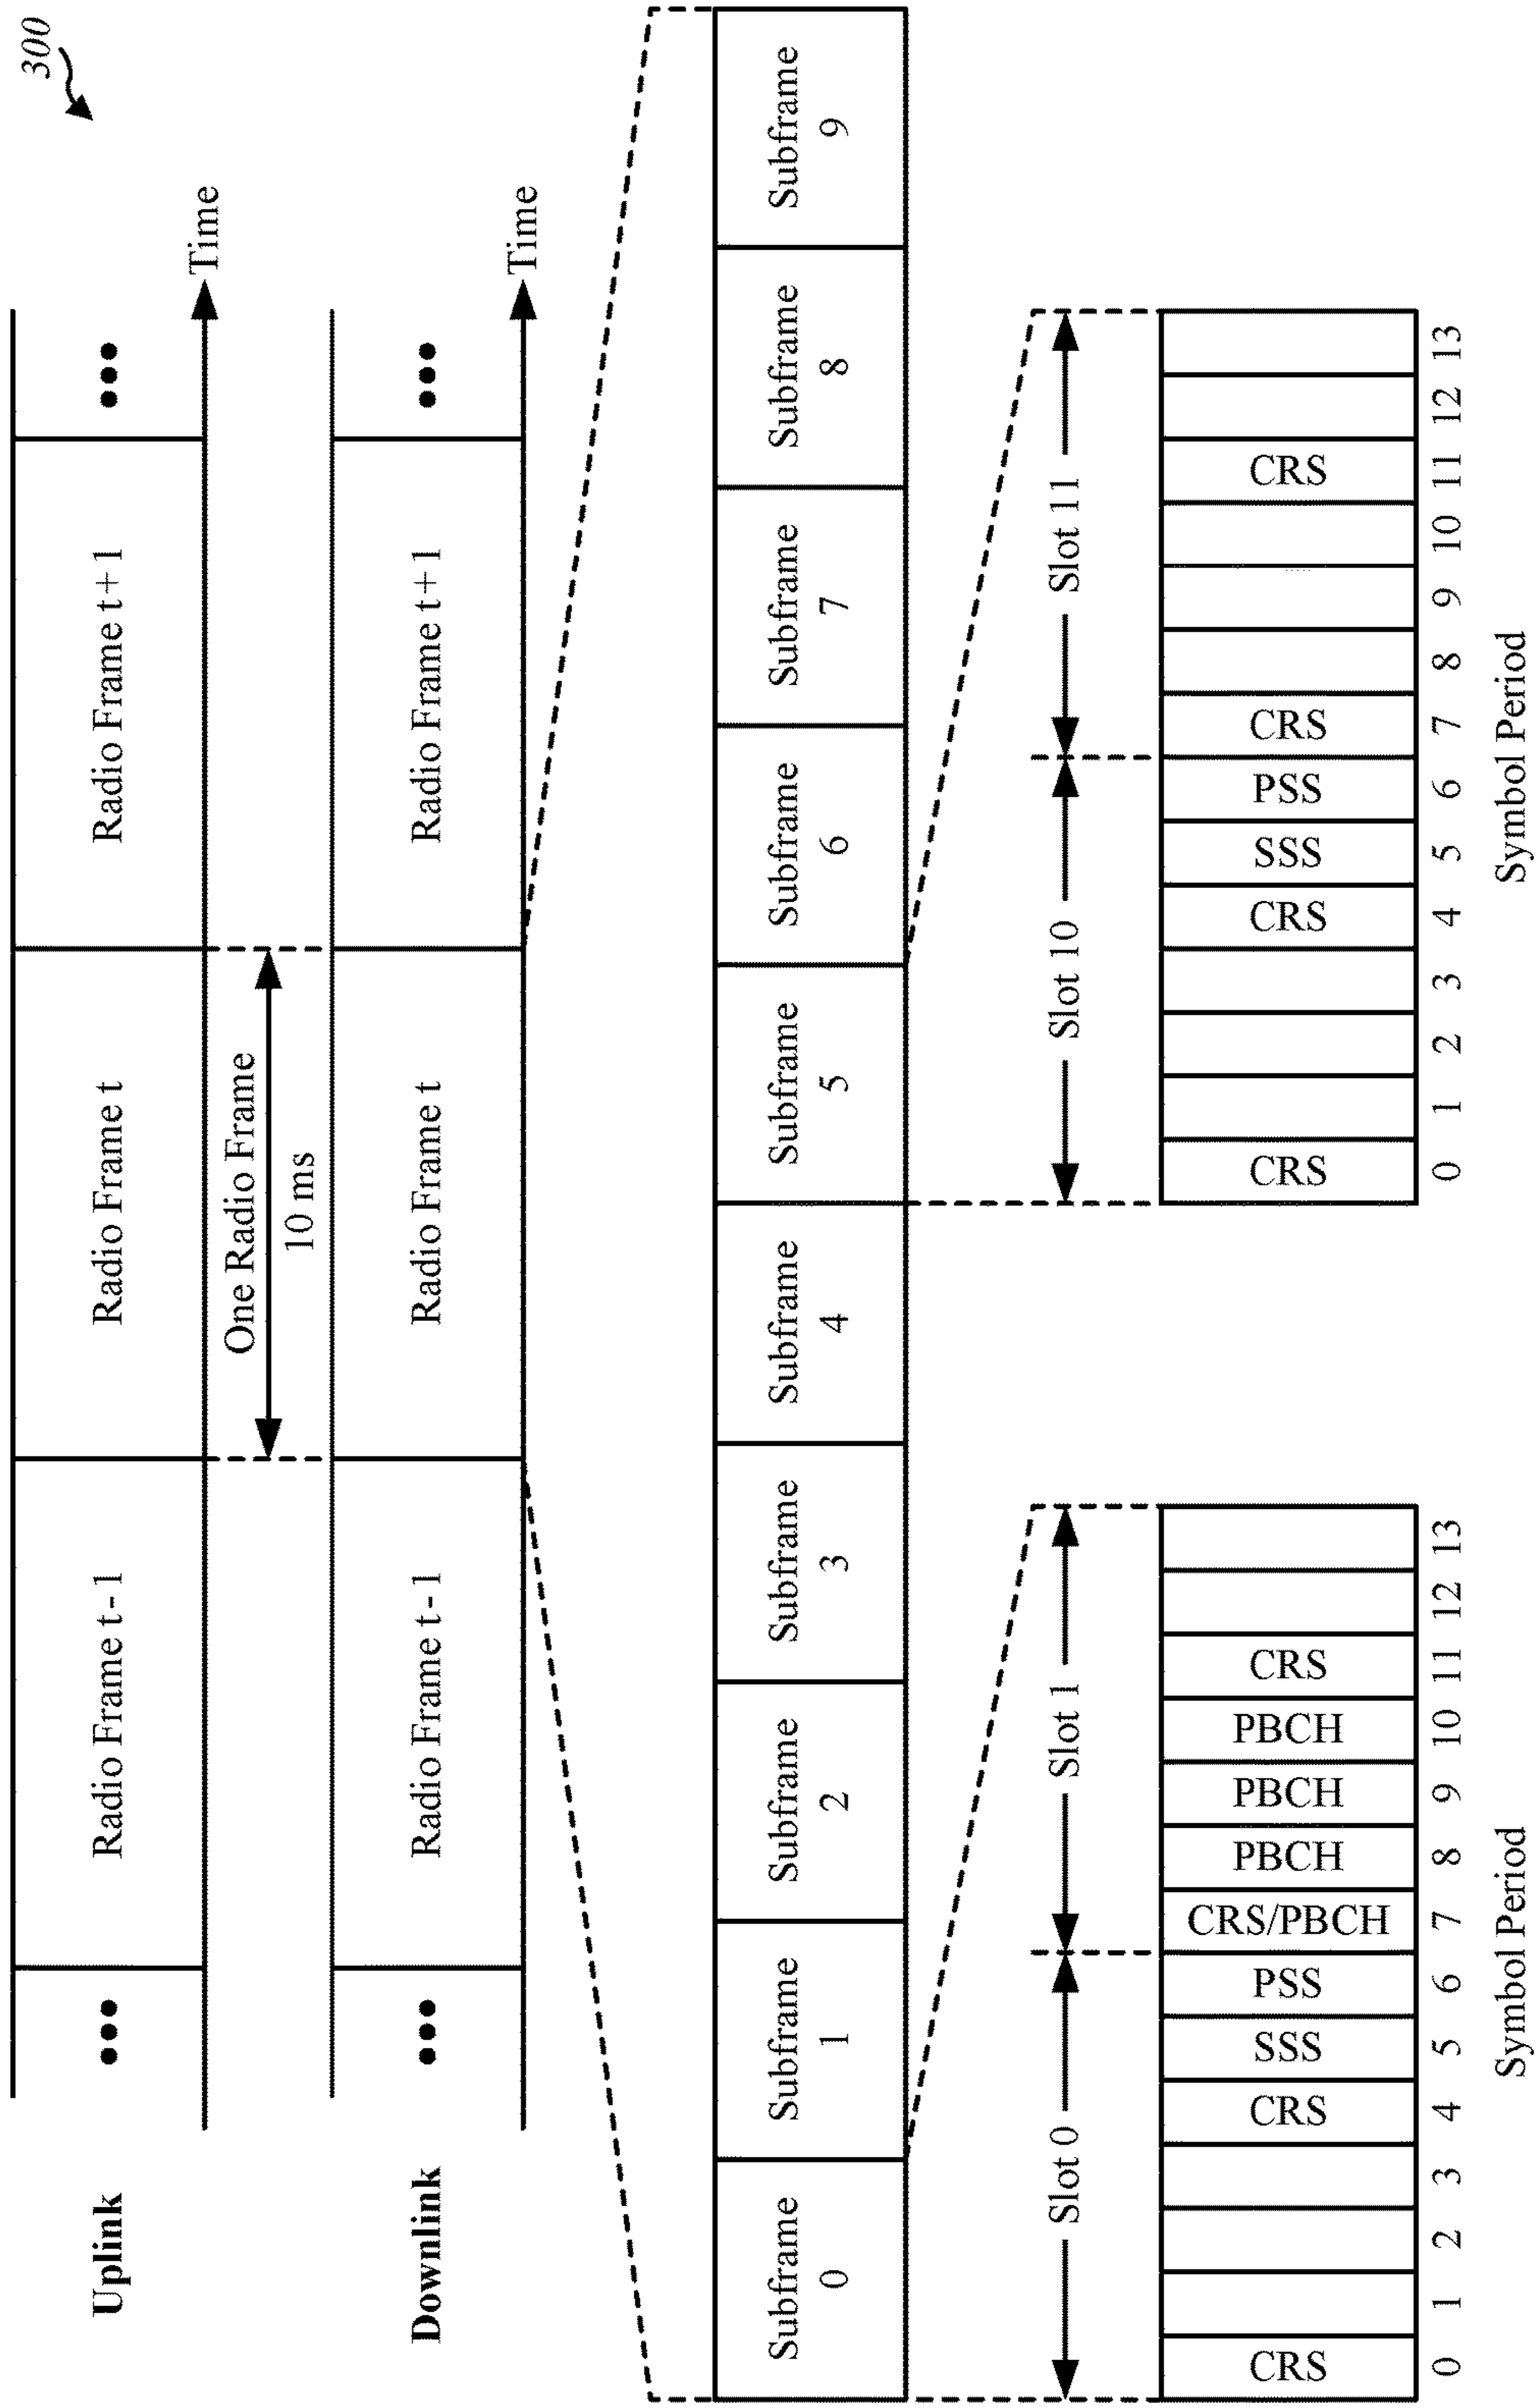 300
Uplink
•••
Radio Frame t-1
Radio Frame t
Radio Frame t+1
•••
Time
One Radio Frame
10 ms
Downlink
•••
Radio Frame t-1
Radio Frame t
Radio Frame t+1
•••
Time
Subframe
0
Subframe
1
Subframe
2
Subframe
3
Subframe
4
Subframe
5
Subframe
6
Subframe
7
Subframe
8
Subframe
9
Slot 0
Slot 1
CRS
CRS
SSS
PSS
CRS/PBCH
PBCH
PBCH
PBCH
CRS
0 1 2 3 4 5 6 7 8 9 10 11 12 13
Symbol Period
Slot 10
Slot 11
CRS
CRS
SSS
PSS
CRS
CRS
0 1 2 3 4 5 6 7 8 9 10 11 12 13
Symbol Period